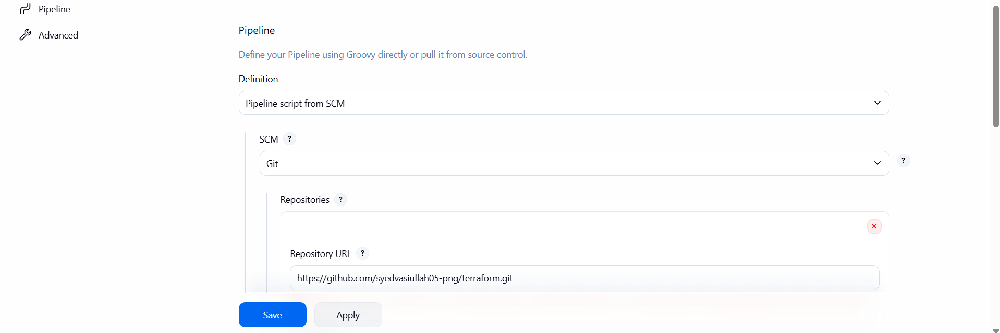 Pipeline
Advanced
Pipeline
Define your Pipeline using Groovy directly or pull it from source control.
Definition
Pipeline script from SCM
SCM ?
Git
?
Repositories ?
Repository URL ?
https://github.com/syedvasiullah05-png/terraform.git
Save Apply